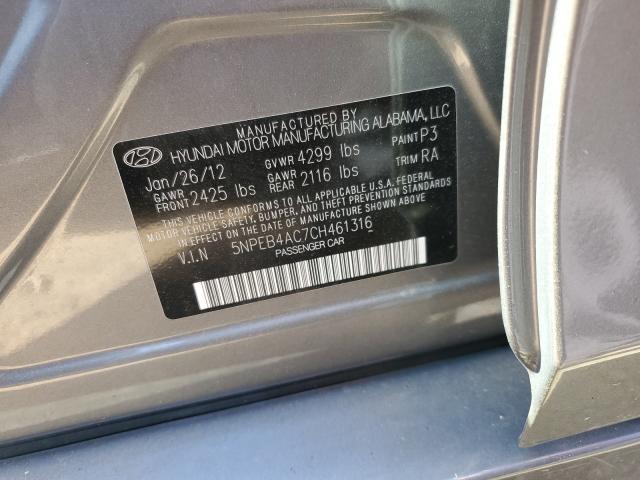 MANUFACTURED BY
HYUNDAI MOTOR MANUFACTURING ALABAMA, LLC
Jan/26/12 GVWR 4299 lbs PAINT P3
GAWR FRONT 2425 lbs GAWR REAR 2116 lbs TRIM RA
THIS VEHICLE CONFORMS TO ALL APPLICABLE U.S.A. FEDERAL
MOTOR VEHICLE SAFETY, BUMPER, AND THEFT PREVENTION STANDARDS
IN EFFECT ON THE DATE OF MANUFACTURE SHOWN ABOVE.
V.I.N 5NPEB4AC7CH461316
PASSENGER CAR